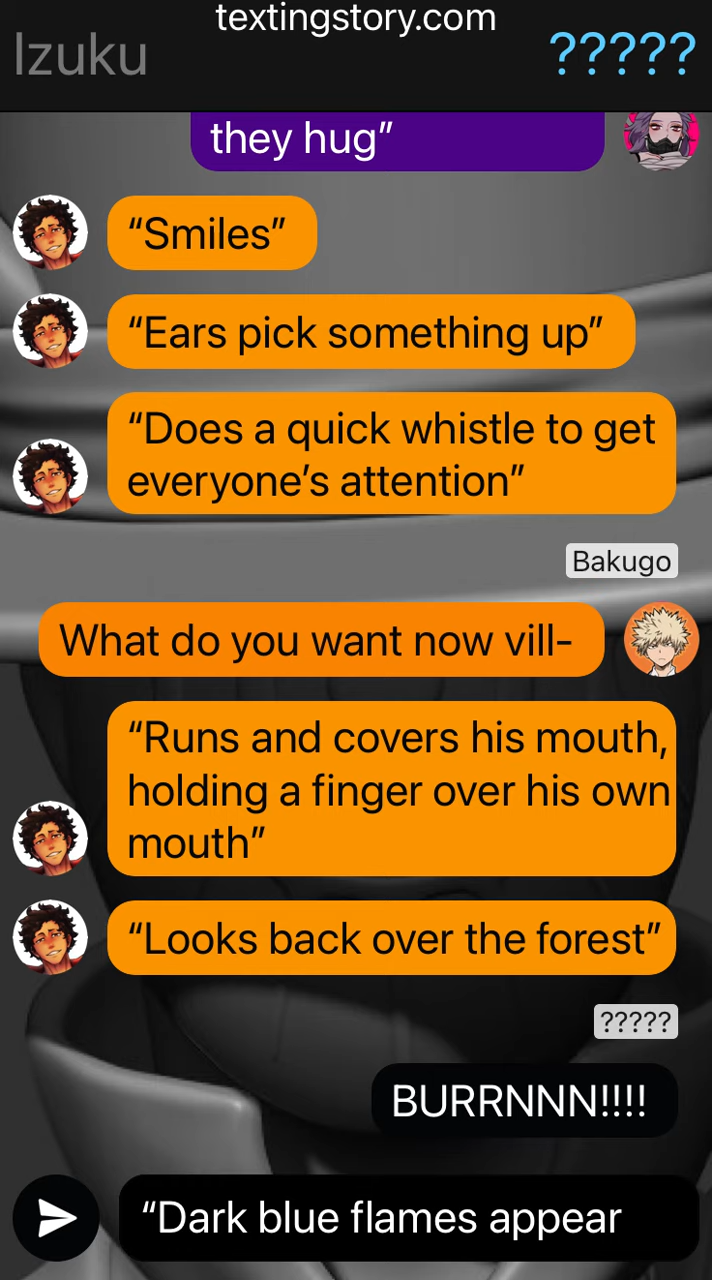 textingstory.com
Izuku
?????
they hug”
“Smiles”
“Ears pick something up”
“Does a quick whistle to get
everyone’s attention”
Bakugo
What do you want now vill-
“Runs and covers his mouth,
holding a finger over his own
mouth”
“Looks back over the forest”
?????
BURRNNN!!!!
“Dark blue flames appear